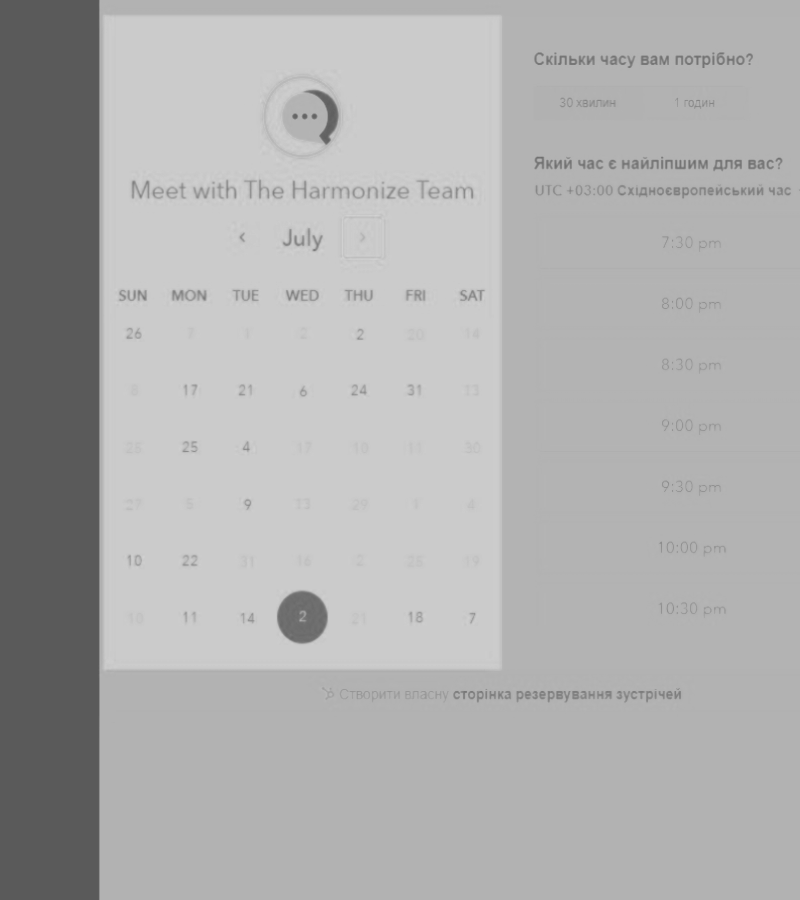 Meet with The Harmonize Team
July
SUN MON TUE WED THU FRI SAT
26 1 2 2 20 14
17 21 6 24 31 13
26 25 4 17 10 11 30
27 5 9 13 29 7 4
10 22 31 16 2 25 19
10 11 14 2 21 18 7
Скільки часу вам потрібно?
30 хвилин 1 годин
Який час є найліпшим для вас?
UTC +03:00 Східноєвропейський час
7:30 pm
8:00 pm
8:30 pm
9:00 pm
9:30 pm
10:00 pm
10:30 pm
Створити власну сторінка резервування зустрічей